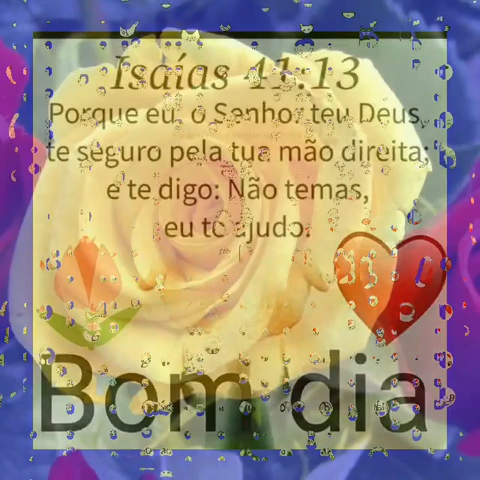 Isaías 41:13
Porque eu, o Senhor teu Deus,
te seguro pela tua mão direita;
e te digo: Não temas,
eu te ajudo.
Bom dia